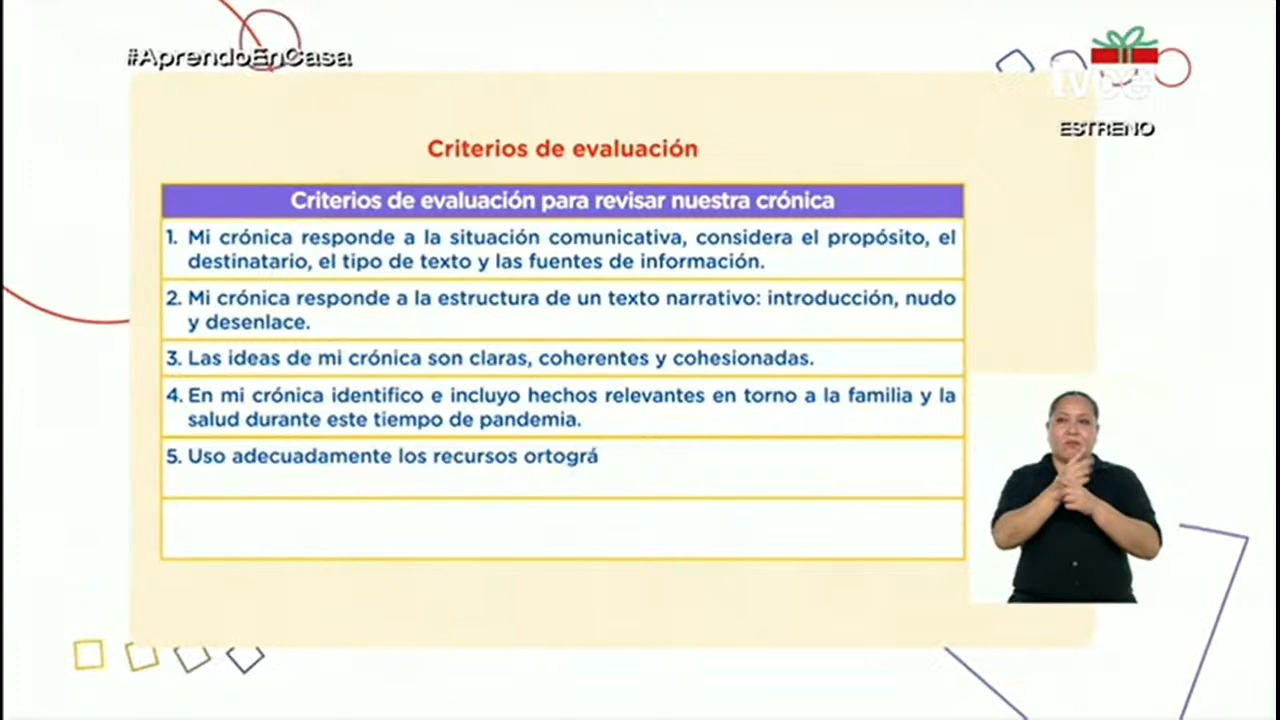 #AprendoEnCasa
tvpe
ESTRENO
Criterios de evaluación
Criterios de evaluación para revisar nuestra crónica
1. Mi crónica responde a la situación comunicativa, considera el propósito, el
destinatario, el tipo de texto y las fuentes de información.
2. Mi crónica responde a la estructura de un texto narrativo: introducción, nudo
y desenlace.
3. Las ideas de mi crónica son claras, coherentes y cohesionadas.
4. En mi crónica identifico e incluyo hechos relevantes en torno a la familia y la
salud durante este tiempo de pandemia.
5. Uso adecuadamente los recursos ortográ